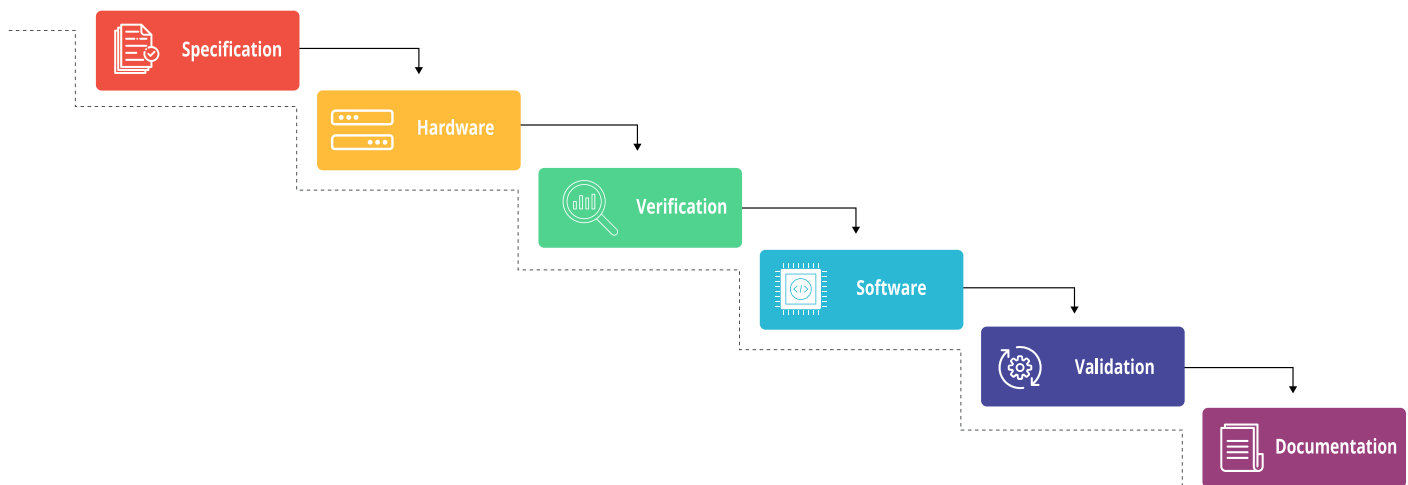 Specification
Hardware
Verification
Software
Validation
Documentation